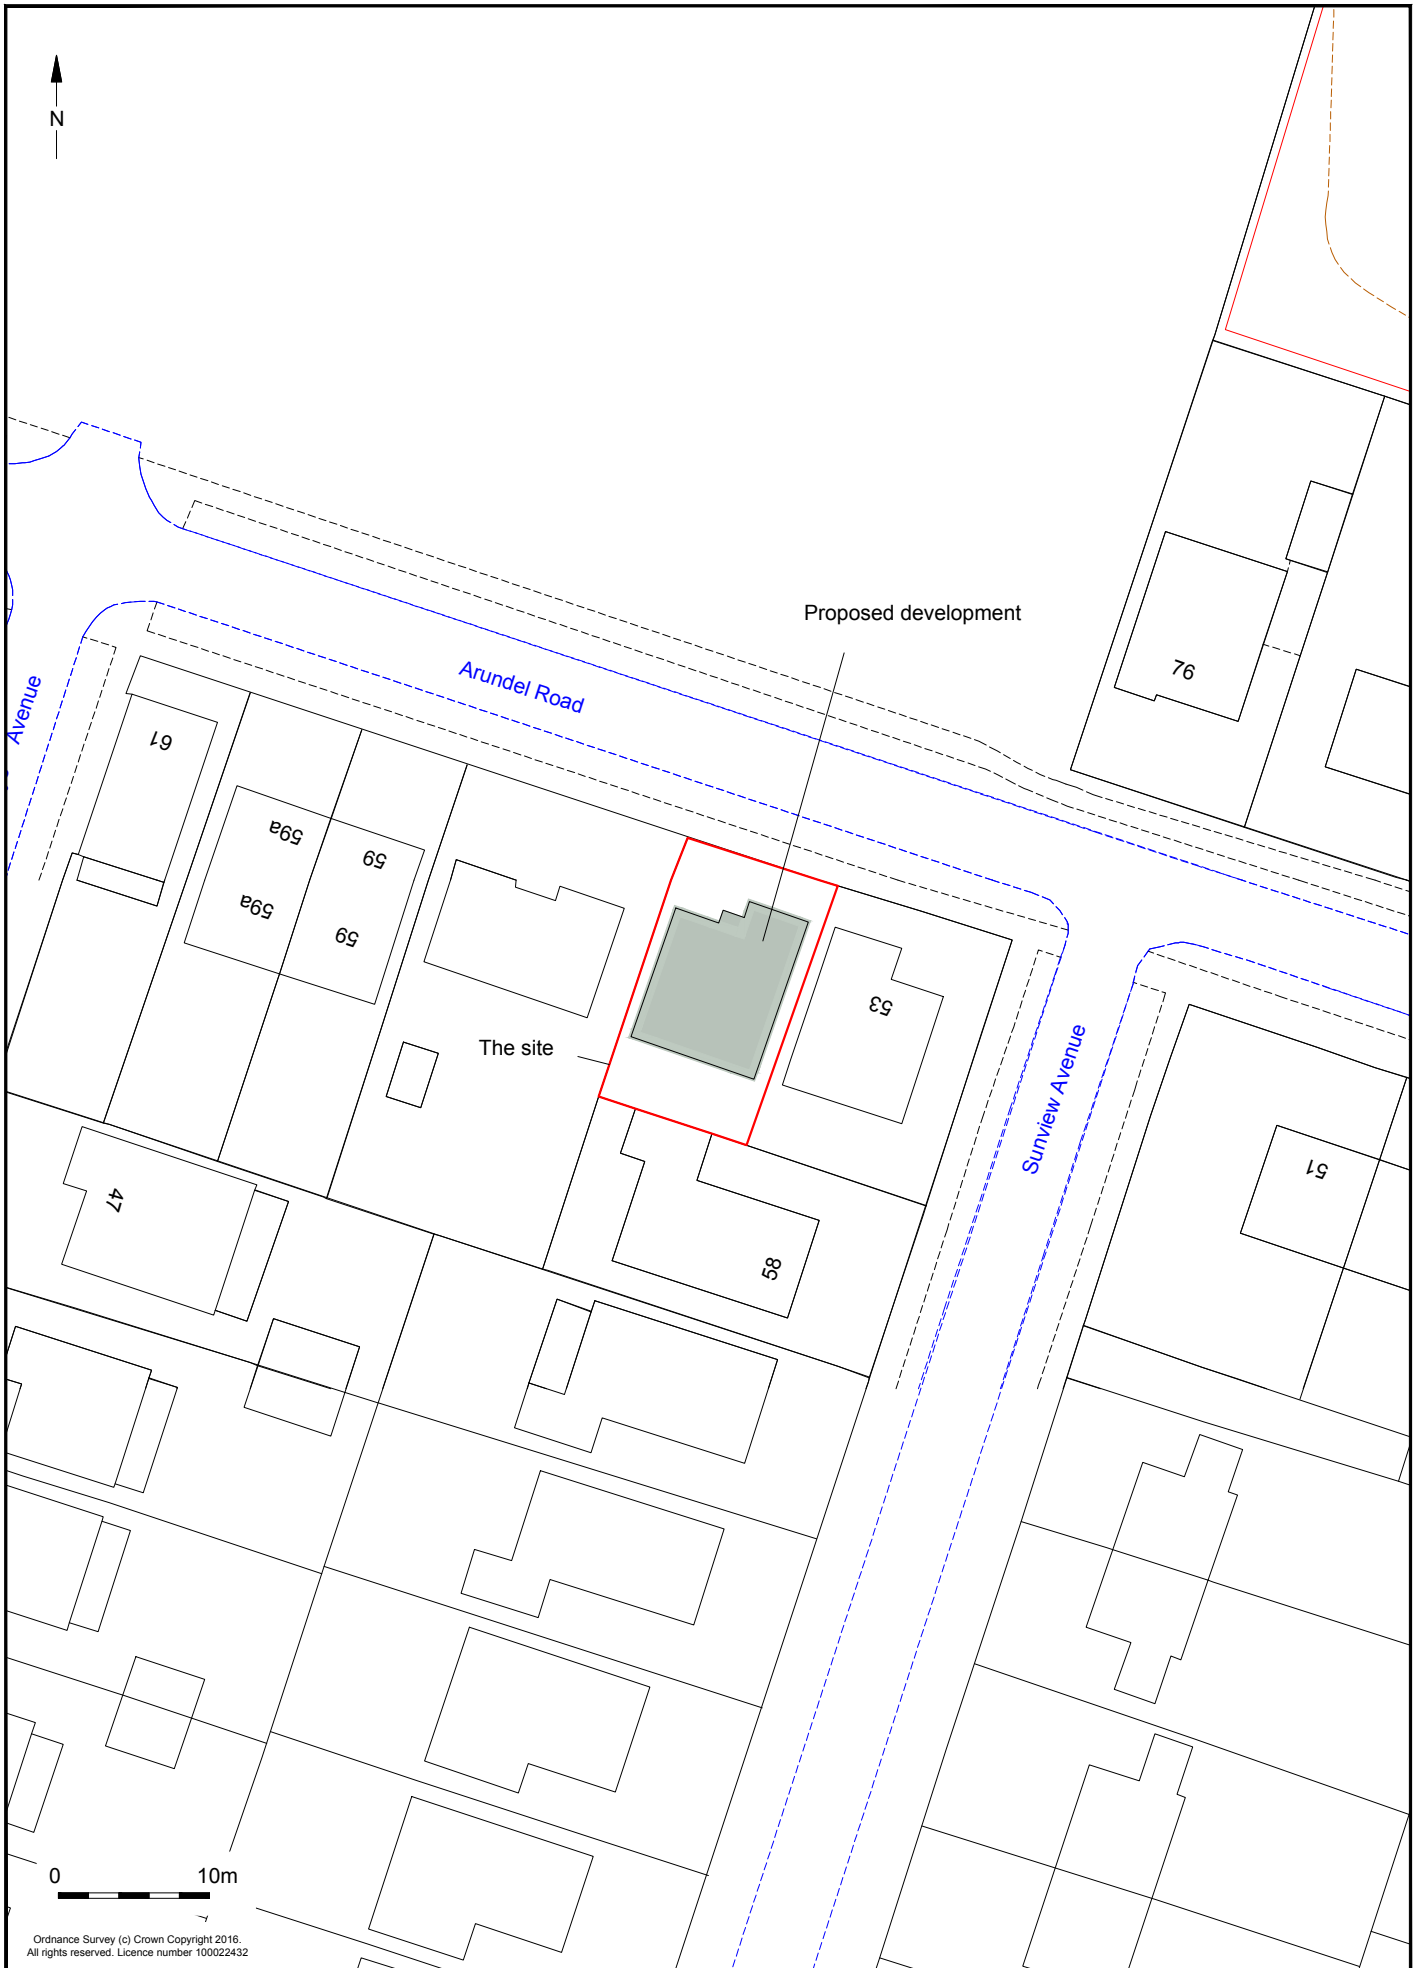 N
Proposed development
Arundel Road
Avenue
76
61
59a
59
59a
59
53
The site
Sunview Avenue
51
47
58
0 10m
Ordnance Survey (c) Crown Copyright 2016.
All rights reserved. Licence number 100022432